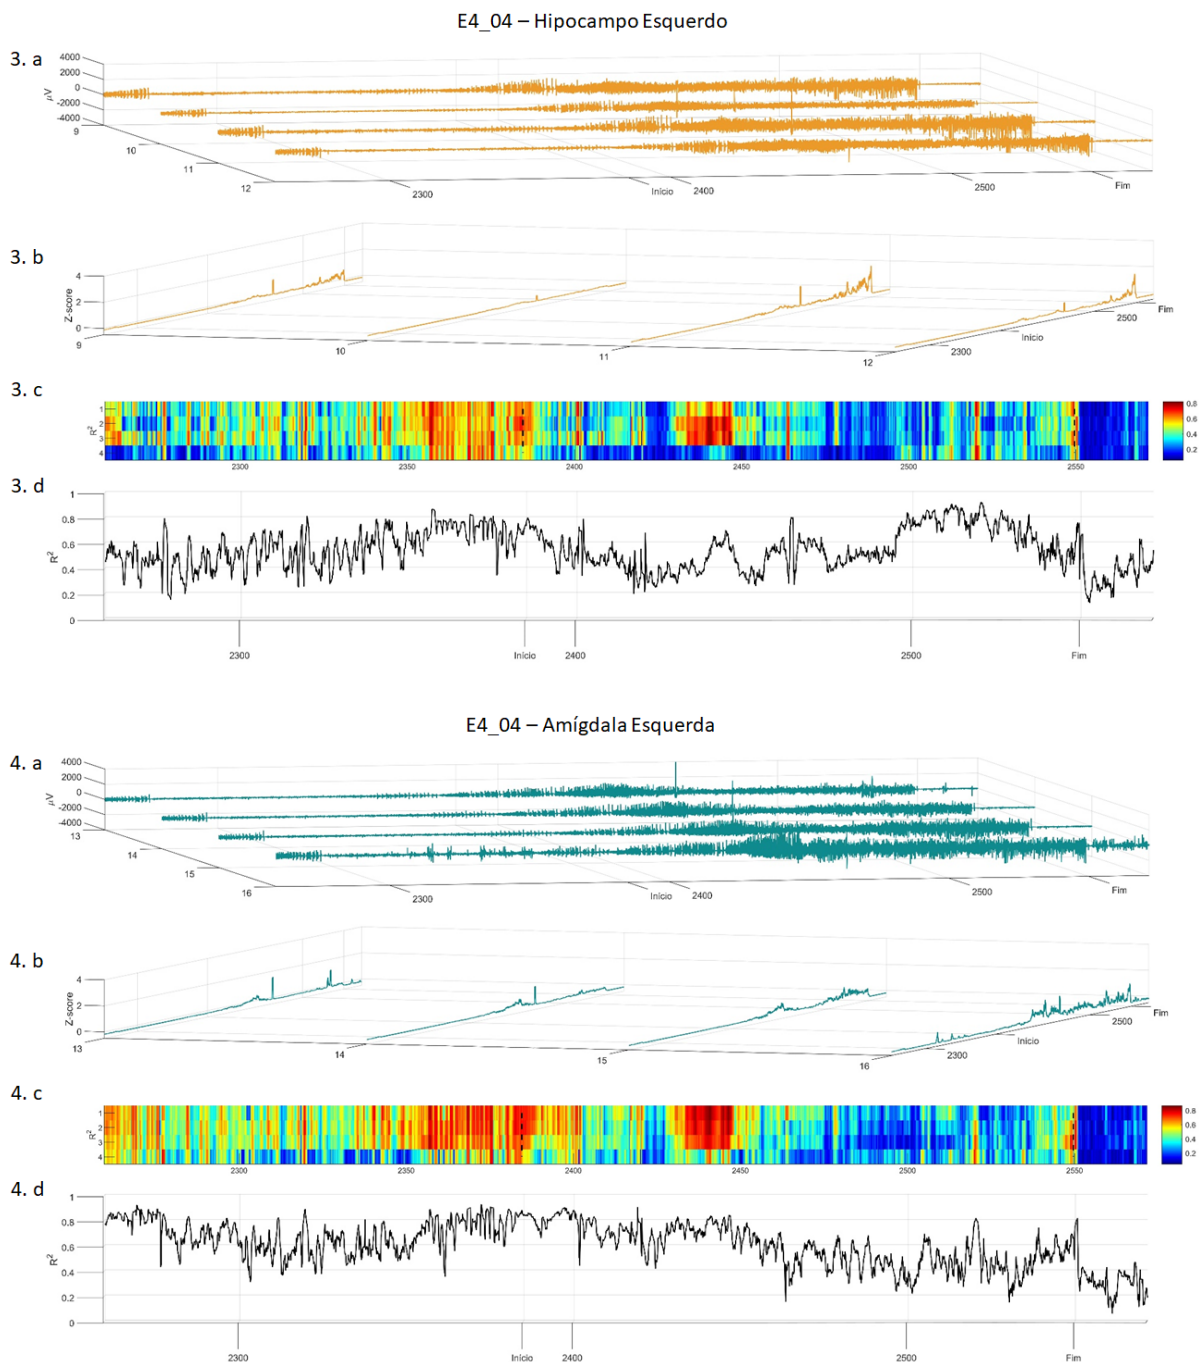 E4_04 – Hipocampo Esquerdo
3. a
4000
2000
0
-2000
-4000
µV
9
10
11
12
2300
Início
2400
2500
Fim
3. b
4
2
0
Z-score
9
10
11
12
2300
Início
2500
Fim
3. c
R²
1
2
3
4
2300
2350
2400
2450
2500
2550
0.8
0.6
0.4
0.2
3. d
1
0.8
0.6
0.4
0.2
0
R²
2300
Início
2400
2500
Fim
E4_04 – Amígdala Esquerda
4. a
4000
2000
0
-2000
-4000
µV
13
14
15
16
2300
Início
2400
2500
Fim
4. b
4
2
0
Z-score
13
14
15
16
2300
Início
2500
Fim
4. c
R²
1
2
3
4
2300
2350
2400
2450
2500
2550
0.8
0.6
0.4
0.2
4. d
1
0.8
0.6
0.4
0.2
0
R²
2300
Início
2400
2500
Fim